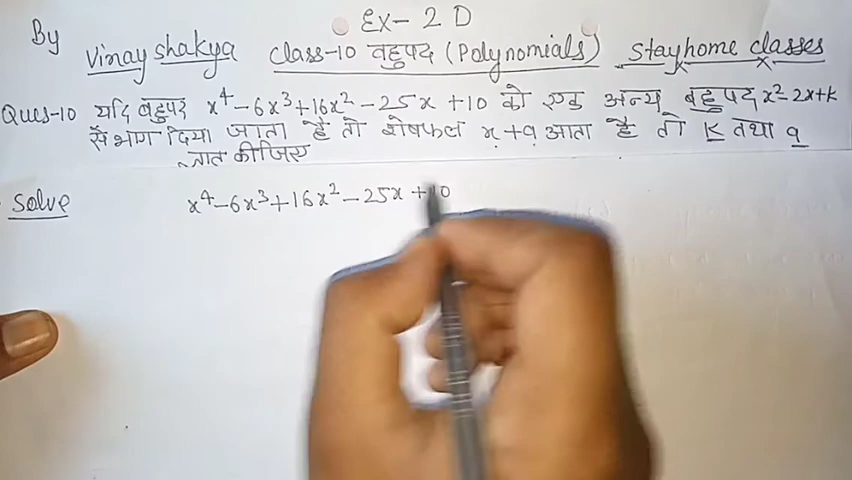 By Vinay shakya Ex- 2 D
Class-10 बहुपद (Polynomials) Stayhome classes
Ques-10 यदि बहुपद x⁴-6x³+16x²-25x+10 को एक अन्य बहुपद x²-2x+k
से भाग दिया जाता है तो शेषफल x+a आता है तो K तथा a
ज्ञात कीजिए
Solve x⁴-6x³+16x²-25x+10